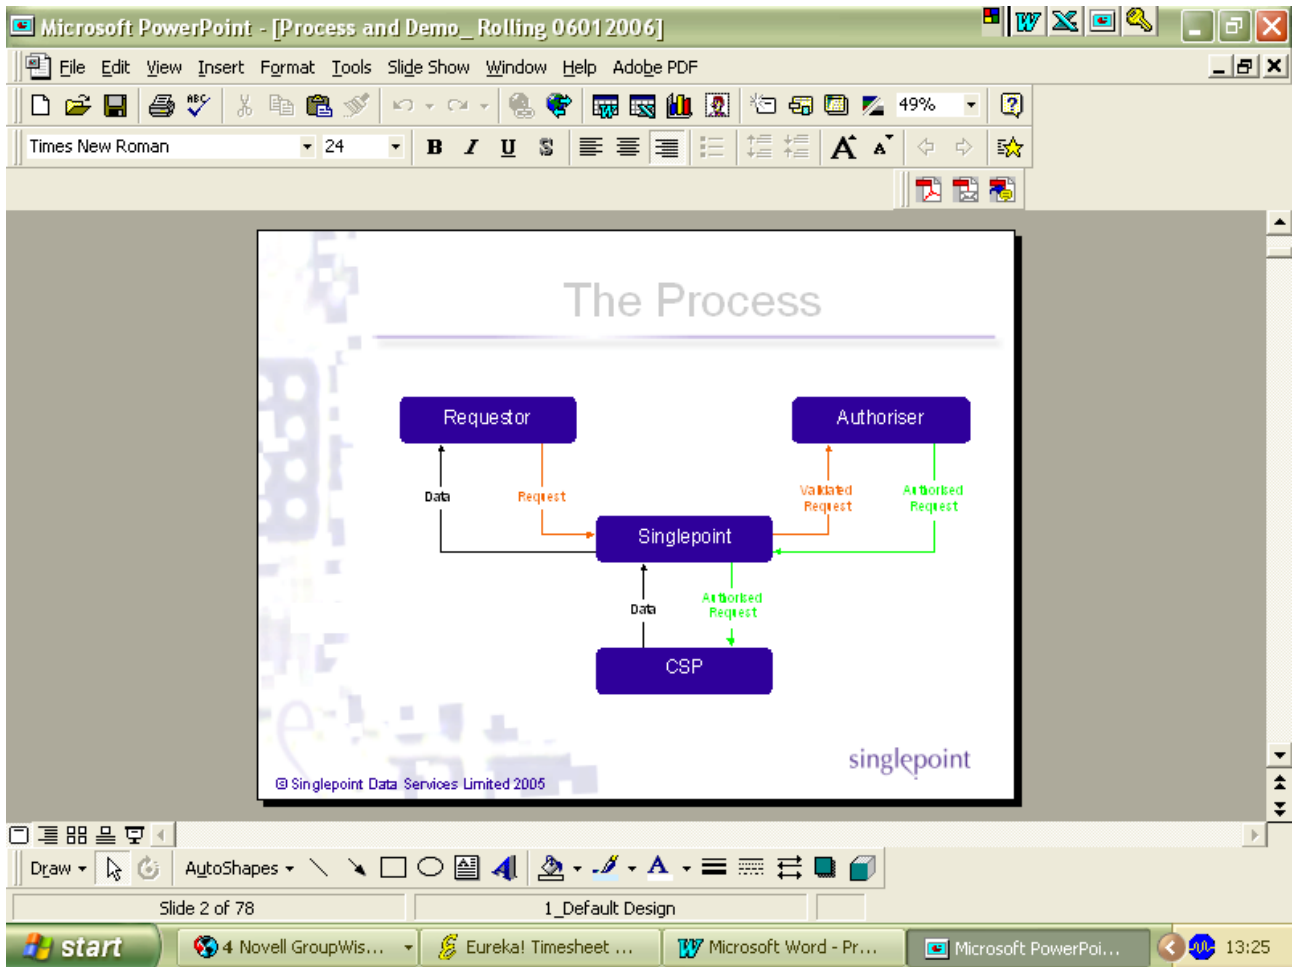 Microsoft PowerPoint - [Process and Demo_ Rolling 06012006]
File Edit View Insert Format Tools Slide Show Window Help Adobe PDF
49%
Times New Roman 24 B I U S A A
The Process
Requestor Authoriser
Data Request Validated Request Authorised Request
Singlepoint
Data Authorised Request
CSP
singlepoint
© Singlepoint Data Services Limited 2005
Draw AutoShapes
Slide 2 of 78 1_Default Design
start 4 Novell GroupWis... Eureka! Timesheet ... Microsoft Word - Pr... Microsoft PowerPoi... 13:25